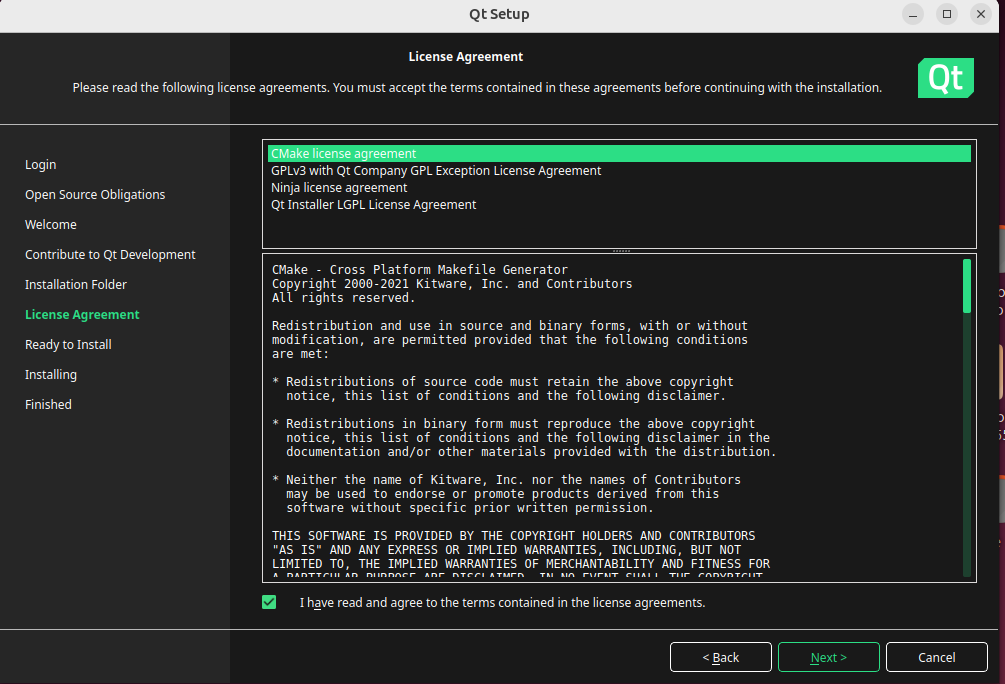 Qt Setup
License Agreement
Please read the following license agreements. You must accept the terms contained in these agreements before continuing with the installation.
Qt
Login
Open Source Obligations
Welcome
Contribute to Qt Development
Installation Folder
License Agreement
Ready to Install
Installing
Finished
CMake license agreement
GPLv3 with Qt Company GPL Exception License Agreement
Ninja license agreement
Qt Installer LGPL License Agreement
CMake - Cross Platform Makefile Generator
Copyright 2000-2021 Kitware, Inc. and Contributors
All rights reserved.
Redistribution and use in source and binary forms, with or without
modification, are permitted provided that the following conditions
are met:
* Redistributions of source code must retain the above copyright
notice, this list of conditions and the following disclaimer.
* Redistributions in binary form must reproduce the above copyright
notice, this list of conditions and the following disclaimer in the
documentation and/or other materials provided with the distribution.
* Neither the name of Kitware, Inc. nor the names of Contributors
may be used to endorse or promote products derived from this
software without specific prior written permission.
THIS SOFTWARE IS PROVIDED BY THE COPYRIGHT HOLDERS AND CONTRIBUTORS
"AS IS" AND ANY EXPRESS OR IMPLIED WARRANTIES, INCLUDING, BUT NOT
LIMITED TO, THE IMPLIED WARRANTIES OF MERCHANTABILITY AND FITNESS FOR
A PARTICULAR PURPOSE ARE DISCLAIMED. IN NO EVENT SHALL THE COPYRIGHT
I have read and agree to the terms contained in the license agreements.
< Back
Next >
Cancel